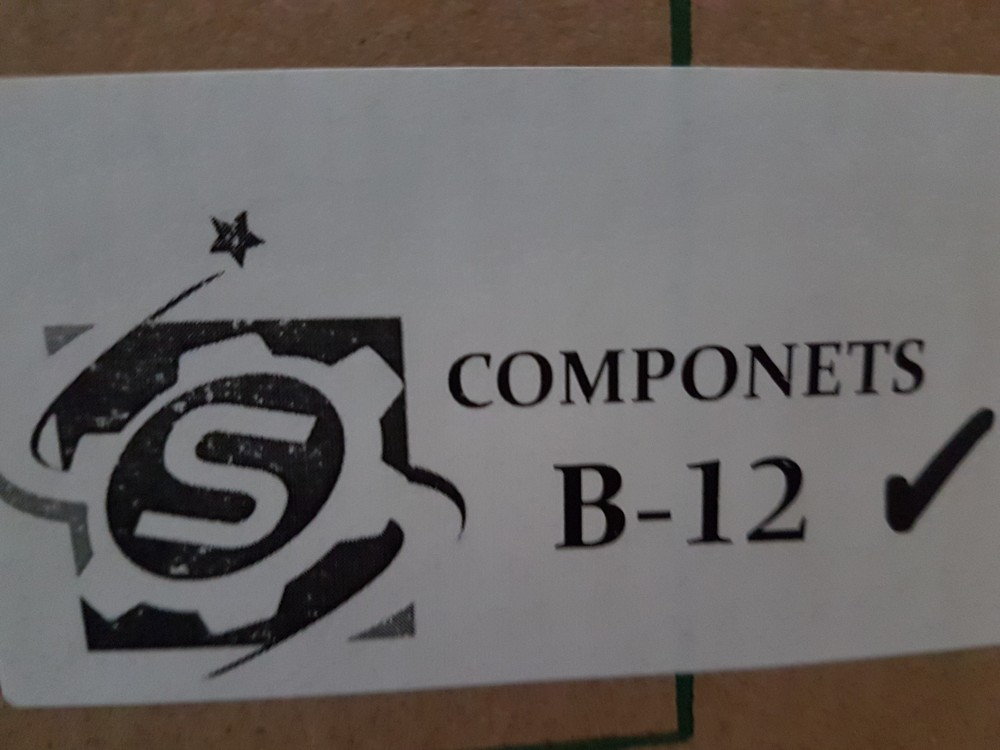 S
COMPONETS
B-12 ✓